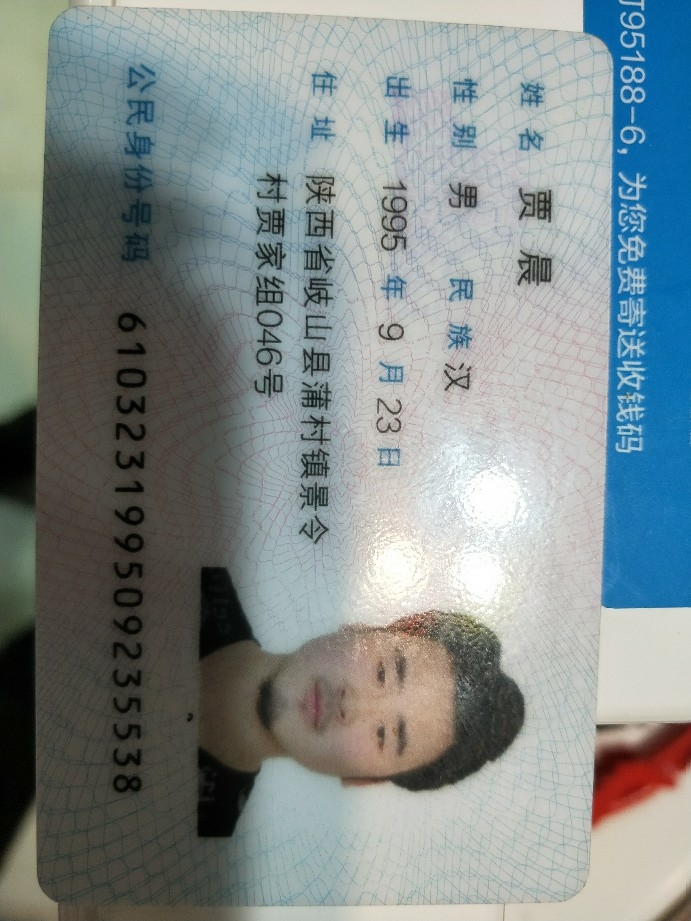 姓名 贾晨
性别 男 民族 汉
出生 1995 年 9 月 23 日
住址 陕西省岐山县蒲村镇景令
村贾家组046号
公民身份号码 610323199509235538
95188-6，为您免费寄送收钱码